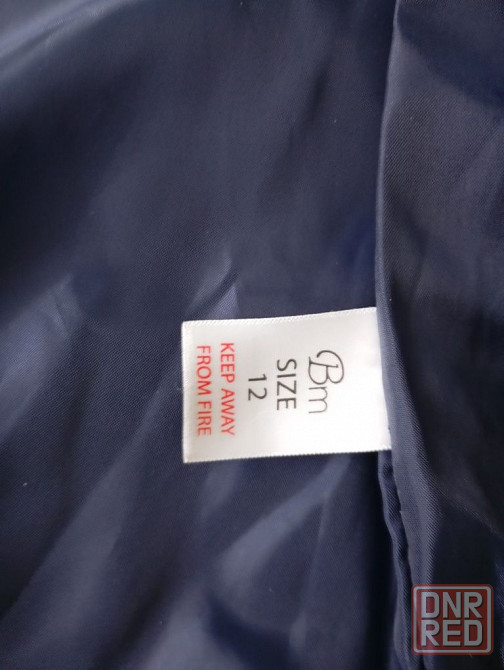 Bm
SIZE
12
KEEP AWAY
FROM FIRE
DNR
RED